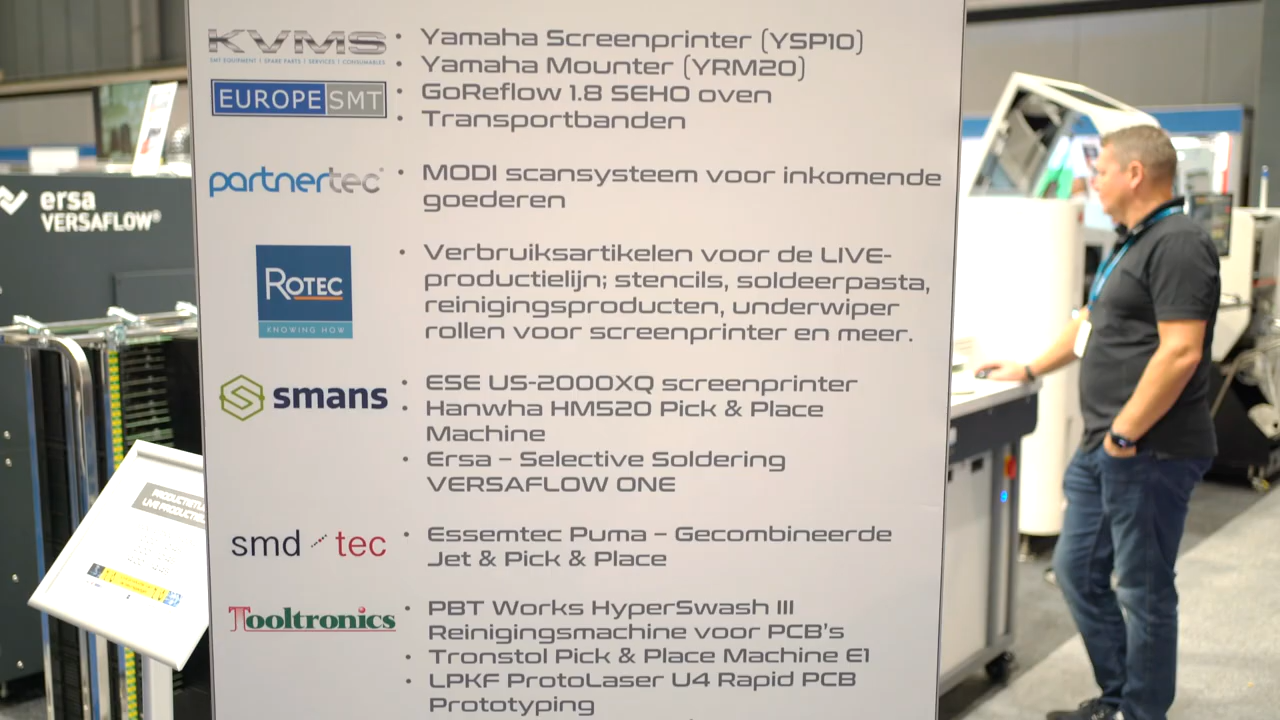 KVMS
SMT EQUIPMENT | SPARE PARTS | SERVICES | CONSUMABLES
EUROPE SMT
• Yamaha Screenprinter (YSP10)
• Yamaha Mounter (YRM20)
• GoReflow 1.8 SEHO oven
• Transportbanden
partnertec
• MODI scansysteem voor inkomende
goederen
ROTEC
KNOWING HOW
• Verbruiksartikelen voor de LIVE-
productielijn; stencils, soldeerpasta,
reinigingsproducten, underwiper
rollen voor screenprinter en meer.
smans
• ESE US-2000XQ screenprinter
• Hanwha HM520 Pick & Place
Machine
• Ersa – Selective Soldering
VERSAFLOW ONE
smd tec
• Essemtec Puma – Gecombineerde
Jet & Pick & Place
Tooltronics
• PBT Works HyperSwash III
Reinigingsmachine voor PCB's
• Tronstol Pick & Place Machine E1
• LPKF ProtoLaser U4 Rapid PCB
Prototyping
ersa
VERSAFLOW®